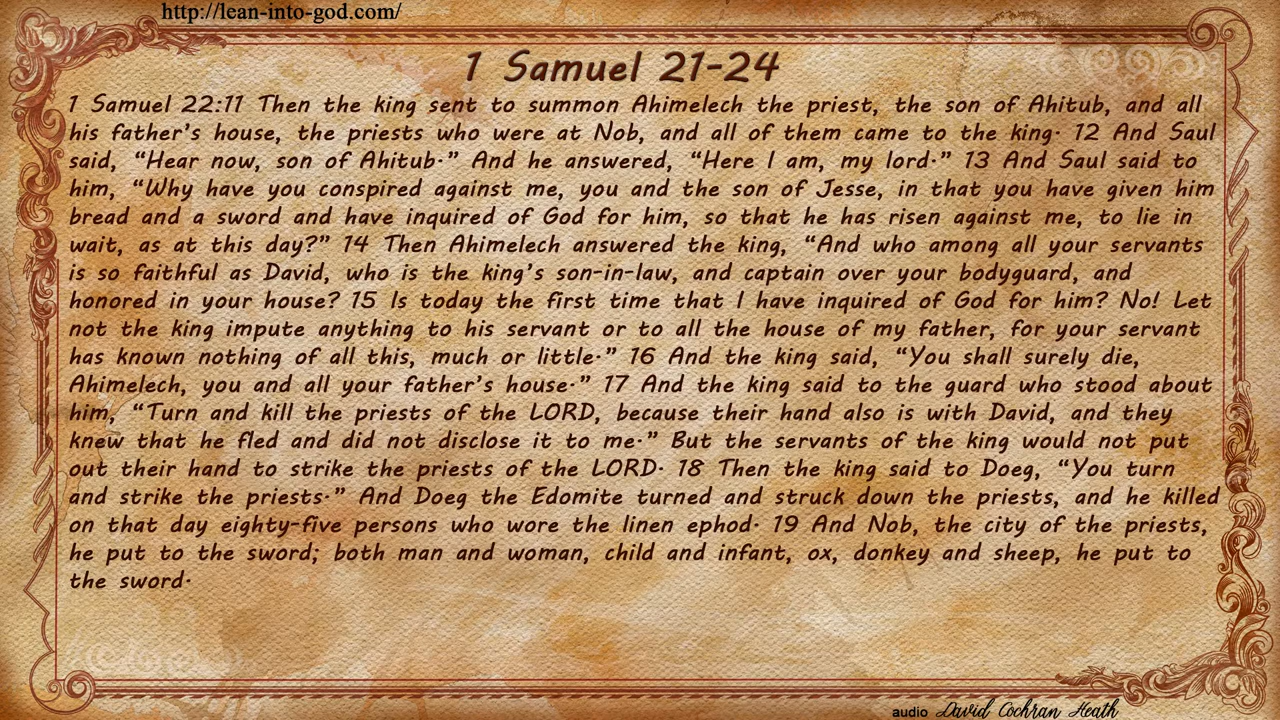 http://lean-into-god.com/
1 Samuel 21-24
1 Samuel 22:11 Then the king sent to summon Ahimelech the priest, the son of Ahitub, and all
his father’s house, the priests who were at Nob, and all of them came to the king. 12 And Saul
said, “Hear now, son of Ahitub.” And he answered, “Here I am, my lord.” 13 And Saul said to
him, “Why have you conspired against me, you and the son of Jesse, in that you have given him
bread and a sword and have inquired of God for him, so that he has risen against me, to lie in
wait, as at this day?” 14 Then Ahimelech answered the king, “And who among all your servants
is so faithful as David, who is the king’s son-in-law, and captain over your bodyguard, and
honored in your house? 15 Is today the first time that I have inquired of God for him? No! Let
not the king impute anything to his servant or to all the house of my father, for your servant
has known nothing of all this, much or little.” 16 And the king said, “You shall surely die,
Ahimelech, you and all your father’s house.” 17 And the king said to the guard who stood about
him, “Turn and kill the priests of the LORD, because their hand also is with David, and they
knew that he fled and did not disclose it to me.” But the servants of the king would not put
out their hand to strike the priests of the LORD. 18 Then the king said to Doeg, “You turn
and strike the priests.” And Doeg the Edomite turned and struck down the priests, and he killed
on that day eighty-five persons who wore the linen ephod. 19 And Nob, the city of the priests,
he put to the sword; both man and woman, child and infant, ox, donkey and sheep, he put to
the sword.
audio David Cochran Heath